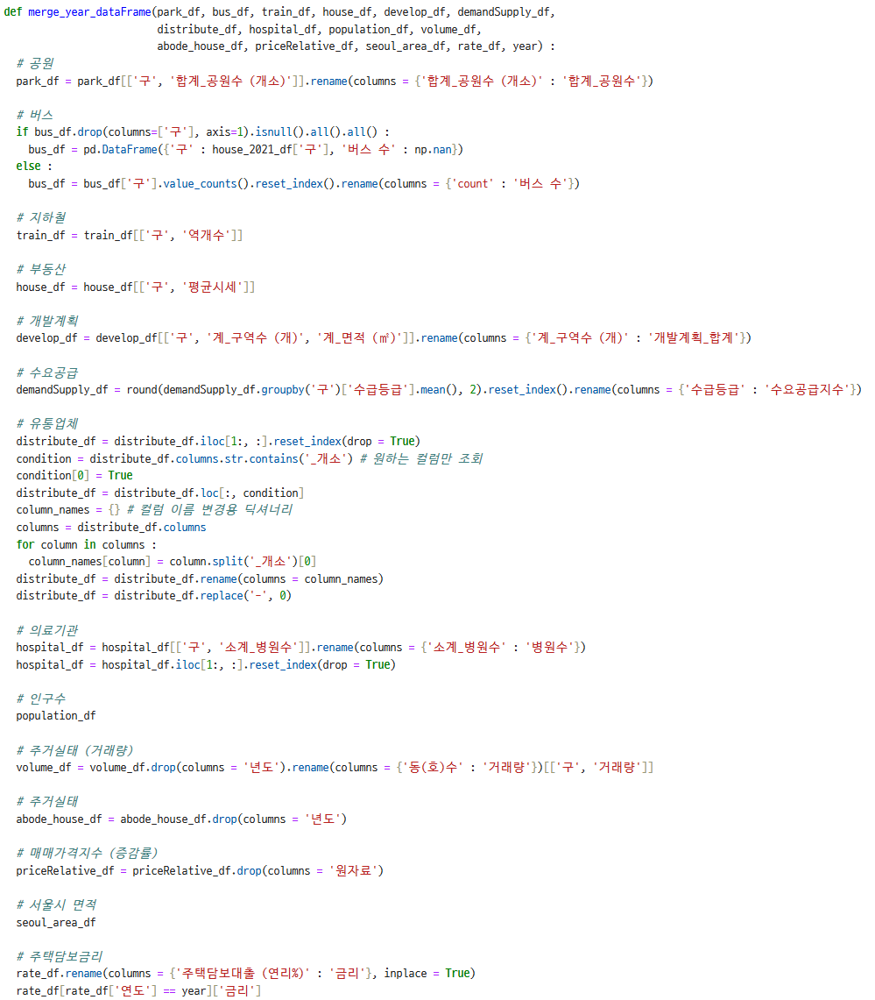 def merge_year_dataFrame(park_df, bus_df, train_df, house_df, develop_df, demandSupply_df,
                         distribute_df, hospital_df, population_df, volume_df,
                         abode_house_df, priceRelative_df, seoul_area_df, rate_df, year) :
  # 공원
  park_df = park_df[['구', '합계_공원수 (개소)']].rename(columns = {'합계_공원수 (개소)' : '합계_공원수'})

  # 버스
  if bus_df.drop(columns=['구'], axis=1).isnull().all().all() :
    bus_df = pd.DataFrame({'구' : house_2021_df['구'], '버스 수' : np.nan})
  else :
    bus_df = bus_df['구'].value_counts().reset_index().rename(columns = {'count' : '버스 수'})

  # 지하철
  train_df = train_df[['구', '역개수']]

  # 부동산
  house_df = house_df[['구', '평균시세']]

  # 개발계획
  develop_df = develop_df[['구', '계_구역수 (개)', '계_면적 (㎡)']].rename(columns = {'계_구역수 (개)' : '개발계획_합계'})

  # 수요공급
  demandSupply_df = round(demandSupply_df.groupby('구')['수급등급'].mean(), 2).reset_index().rename(columns = {'수급등급' : '수요공급지수'})

  # 유통업체
  distribute_df = distribute_df.iloc[1:, :].reset_index(drop = True)
  condition = distribute_df.columns.str.contains('_개소') # 원하는 컬럼만 조회
  condition[0] = True
  distribute_df = distribute_df.loc[:, condition]
  column_names = {} # 컬럼 이름 변경용 딕셔너리
  columns = distribute_df.columns
  for column in columns :
    column_names[column] = column.split('_개소')[0]
  distribute_df = distribute_df.rename(columns = column_names)
  distribute_df = distribute_df.replace('-', 0)

  # 의료기관
  hospital_df = hospital_df[['구', '소계_병원수']].rename(columns = {'소계_병원수' : '병원수'})
  hospital_df = hospital_df.iloc[1:, :].reset_index(drop = True)

  # 인구수
  population_df

  # 주거실태 (거래량)
  volume_df = volume_df.drop(columns = '년도').rename(columns = {'동(호)수' : '거래량'})[['구', '거래량']]

  # 주거실태
  abode_house_df = abode_house_df.drop(columns = '년도')

  # 매매가격지수 (증감률)
  priceRelative_df = priceRelative_df.drop(columns = '원자료')

  # 서울시 면적
  seoul_area_df

  # 주택담보금리
  rate_df.rename(columns = {'주택담보대출 (연리%)' : '금리'}, inplace = True)
  rate_df[rate_df['연도'] == year]['금리']